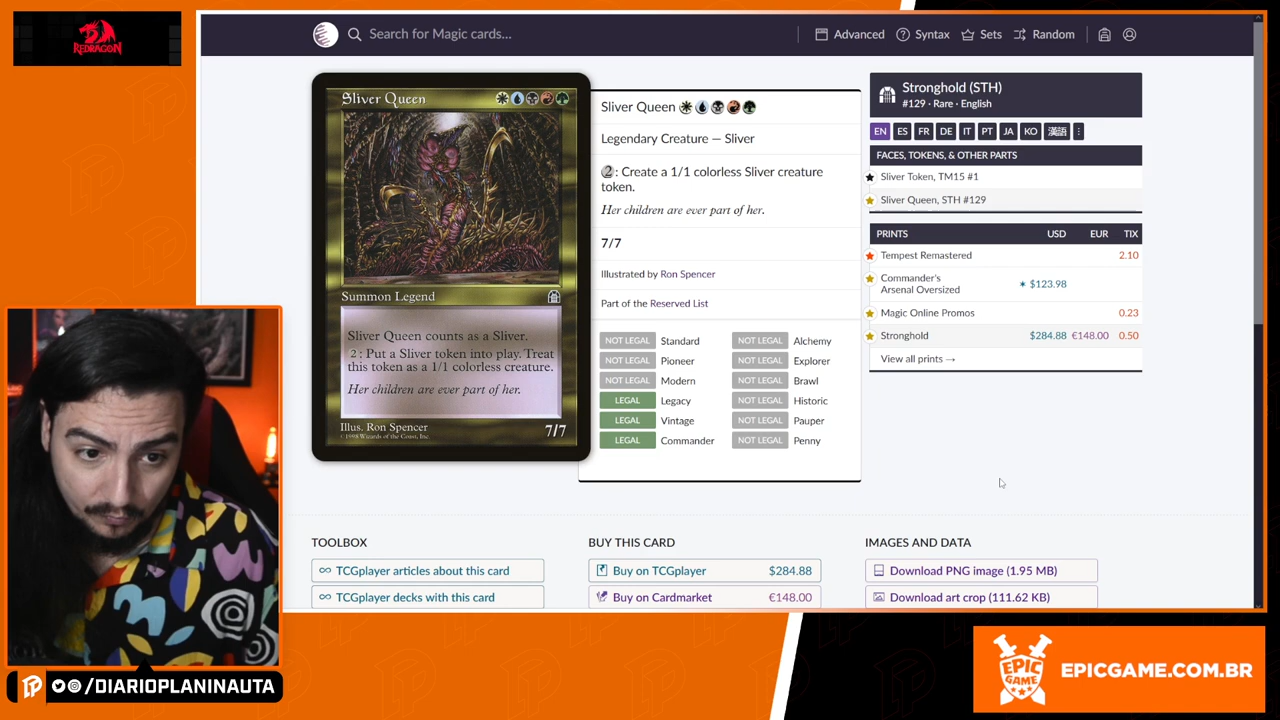 REDRAGON
Search for Magic cards...
Advanced
Syntax
Sets
Random
Sliver Queen
Summon Legend
Sliver Queen counts as a Sliver.
2: Put a Sliver token into play. Treat
this token as a 1/1 colorless creature.
Her children are ever part of her.
Illus. Ron Spencer
© 1998 Wizards of the Coast, Inc.
7/7
Sliver Queen
Legendary Creature — Sliver
2: Create a 1/1 colorless Sliver creature
token.
Her children are ever part of her.
7/7
Illustrated by Ron Spencer
Part of the Reserved List
NOT LEGAL Standard NOT LEGAL Alchemy
NOT LEGAL Pioneer NOT LEGAL Explorer
NOT LEGAL Modern NOT LEGAL Brawl
LEGAL Legacy NOT LEGAL Historic
LEGAL Vintage NOT LEGAL Pauper
LEGAL Commander NOT LEGAL Penny
Stronghold (STH)
#129 · Rare · English
EN ES FR DE IT PT JA KO 漢語
FACES, TOKENS, & OTHER PARTS
Sliver Token, TM15 #1
Sliver Queen, STH #129
PRINTS USD EUR TIX
Tempest Remastered 2.10
Commander's
Arsenal Oversized ✶ $123.98
Magic Online Promos 0.23
Stronghold $284.88 €148.00 0.50
View all prints →
TOOLBOX
TCGplayer articles about this card
TCGplayer decks with this card
BUY THIS CARD
Buy on TCGplayer $284.88
Buy on Cardmarket €148.00
IMAGES AND DATA
Download PNG image (1.95 MB)
Download art crop (111.62 KB)
/DIARIOPLANINAUTA
EPIC
GAME
EPICGAME.COM.BR